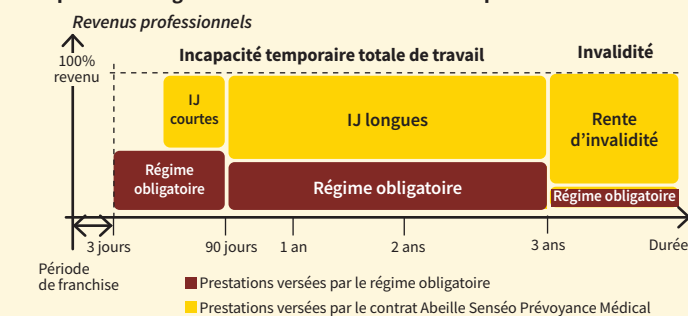 Revenus professionnels
100%
revenu
Incapacité temporaire totale de travail
Invalidité
IJ
courtes
IJ longues
Rente
d’invalidité
Régime
obligatoire
Régime obligatoire
Régime obligatoire
3 jours
90 jours
1 an
2 ans
3 ans
Durée
Période
de franchise
Prestations versées par le régime obligatoire
Prestations versées par le contrat Abeille Senséo Prévoyance Médical